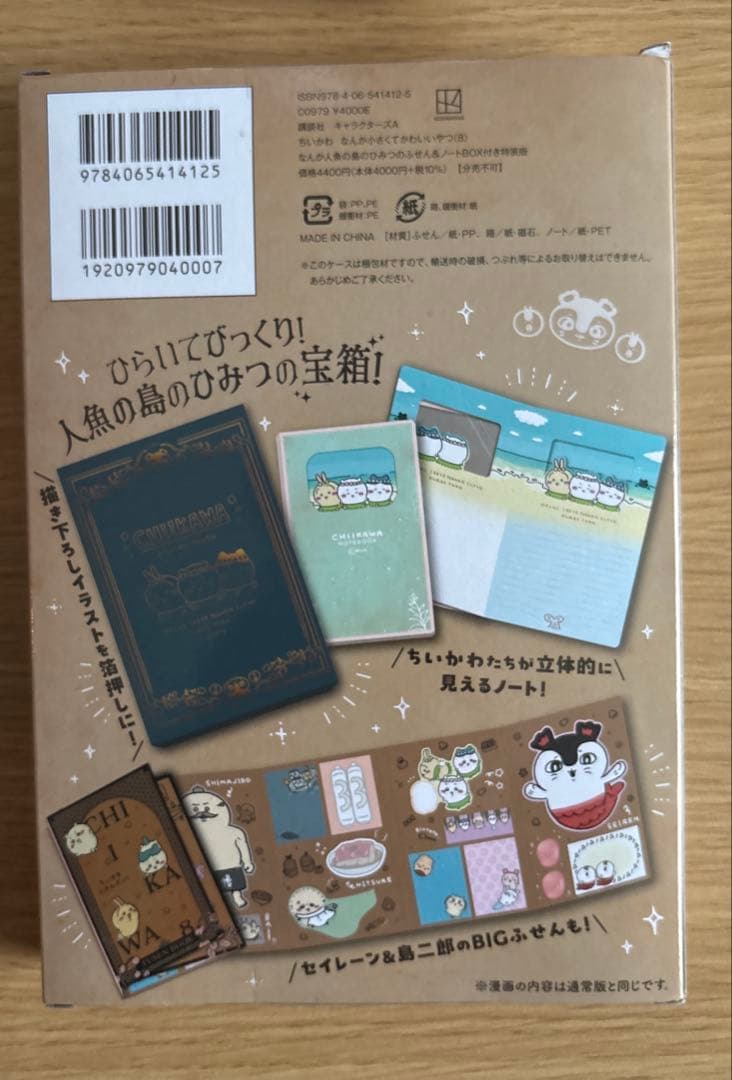 9784065414125
1920979040007
ISBN978-4-06-541412-5
C0979 ¥4000E
講談社 キャラクターズA
ちいかわ なんか小さくてかわいいやつ(8)
なんか人魚の島のひみつのふせん&ノートBOX付き特装版
価格4400円(本体4000円+税10%) 【分売不可】
プラ
袋:PP,PE
緩衝材:PE
紙
箱、緩衝材:紙
MADE IN CHINA / [材質]ふせん/紙・PP、箱/紙・磁石、ノート/紙・PET
※このケースは梱包材ですので、輸送時の破損、つぶれ等によるお取り替えはできません。
あらかじめご了承ください。
ひらいてびっくり!
人魚の島のひみつの宝箱!
描き下ろしイラストを箔押しに!
CHIIKAWA
CHIIKAWA
NOTEBOOK
ちいかわたちが立体的に
見えるノート!
CHI
I
KA
WA 8
SHIMAJIRO
SEIREN
セイレーン&島二郎のBIGふせんも!
※漫画の内容は通常版と同じです。